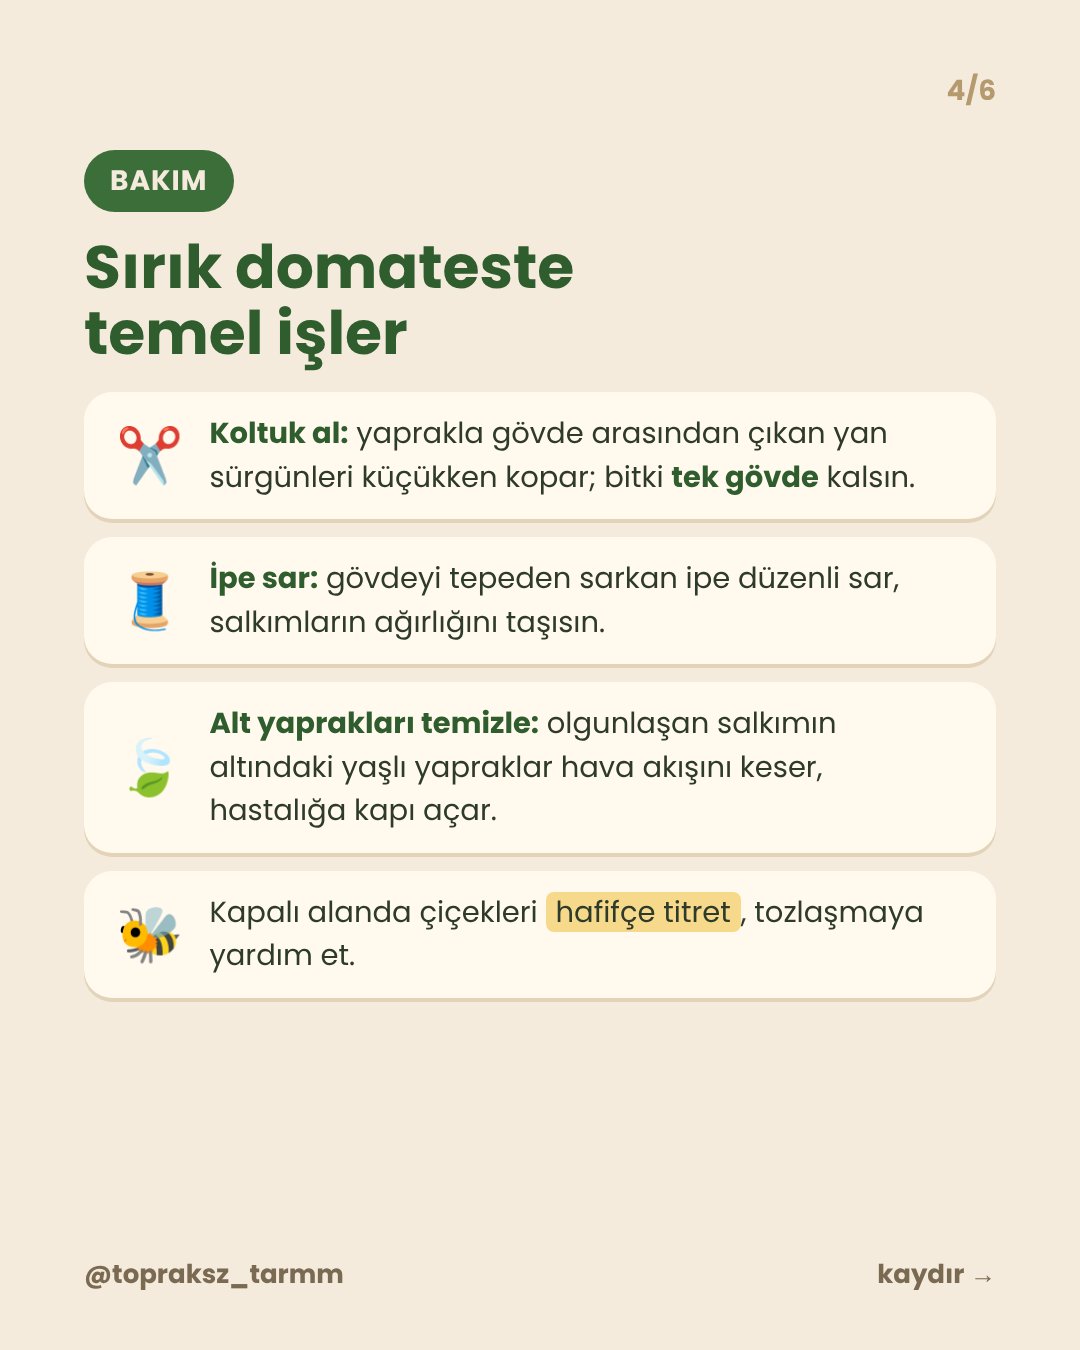 4/6
BAKIM
Sırık domateste
temel işler
Koltuk al: yaprakla gövde arasından çıkan yan
sürgünleri küçükken kopar; bitki tek gövde kalsın.
İpe sar: gövdeyi tepeden sarkan ipe düzenli sar,
salkımların ağırlığını taşısın.
Alt yaprakları temizle: olgunlaşan salkımın
altındaki yaşlı yapraklar hava akışını keser,
hastalığa kapı açar.
Kapalı alanda çiçekleri hafifçe titret , tozlaşmaya
yardım et.
@topraksz_tarmm
kaydır →